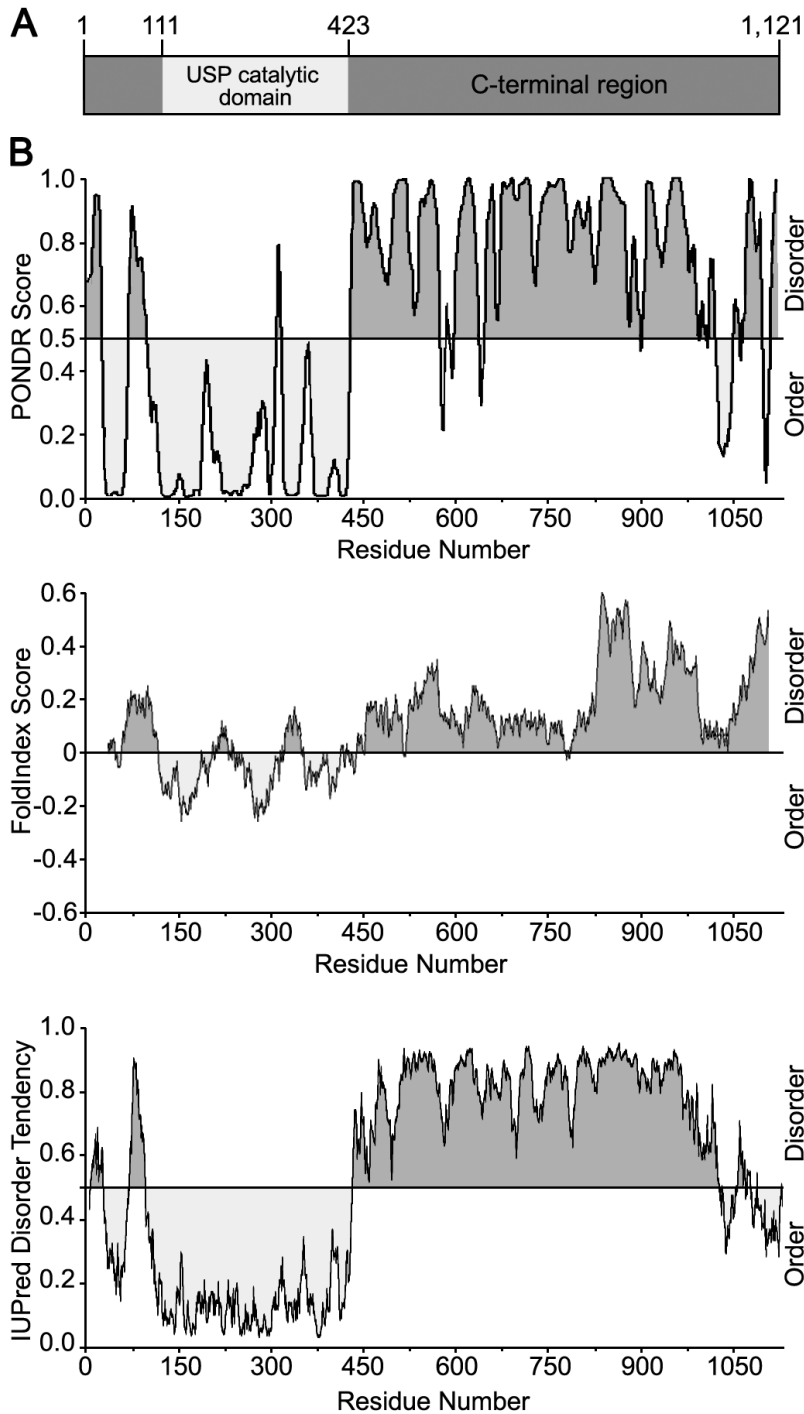 A
1 111 423 1,121
USP catalytic
domain
C-terminal region
B
PONDR Score
1.0
0.8
0.6
0.5
0.4
0.2
0.0
Disorder
Order
0 150 300 450 600 750 900 1050
Residue Number
FoldIndex Score
0.6
0.4
0.2
0
-0.2
-0.4
-0.6
Disorder
Order
0 150 300 450 600 750 900 1050
Residue Number
IUPred Disorder Tendency
1.0
0.8
0.6
0.4
0.2
0.0
Disorder
Order
0 150 300 450 600 750 900 1050
Residue Number